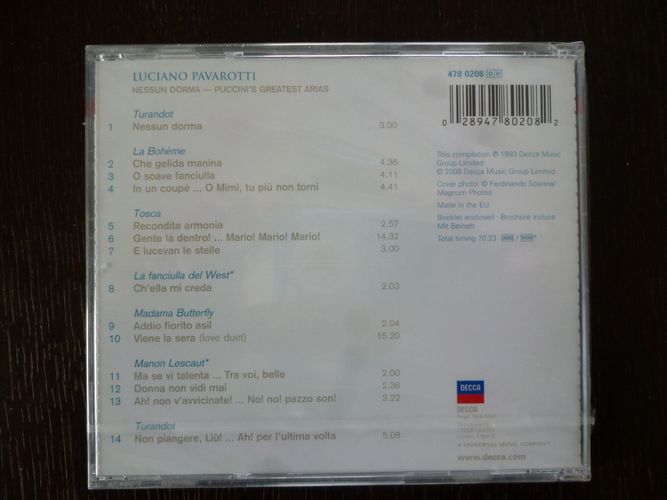 LUCIANO PAVAROTTI
NESSUN DORMA — PUCCINI'S GREATEST ARIAS
Turandot
1 Nessun dorma 3.00
La Bohème
2 Che gelida manina 4.36
3 O soave fanciulla 4.11
4 In un coupé ... O Mimì, tu più non torni 4.41
Tosca
5 Recondita armonia 2.57
6 Gente là dentro! ... Mario! Mario! Mario! 14.32
7 E lucevan le stelle 3.00
La fanciulla del West*
8 Ch'ella mi creda 2.03
Madama Butterfly
9 Addio fiorito asil 2.04
10 Viene la sera (love duet) 15.20
Manon Lescaut*
11 Ma se vi talenta ... Tra voi, belle 2.00
12 Donna non vidi mai 2.36
13 Ah! non v'avvicinate! ... No! no! pazzo son! 3.22
Turandot
14 Non piangere, Liù! ... Ah! per l'ultima volta 5.08
478 0208
0 28947 80208 2
This compilation ℗ 1993 Decca Music
Group Limited
© 2008 Decca Music Group Limited
Cover photo: © Ferdinando Scianna/
Magnum Photos
Made in the EU
Booklet enclosed · Brochure incluse
Mit Beiheft
Total timing 70.23
DECCA
DECCA
A UNIVERSAL MUSIC COMPANY
www.decca.com